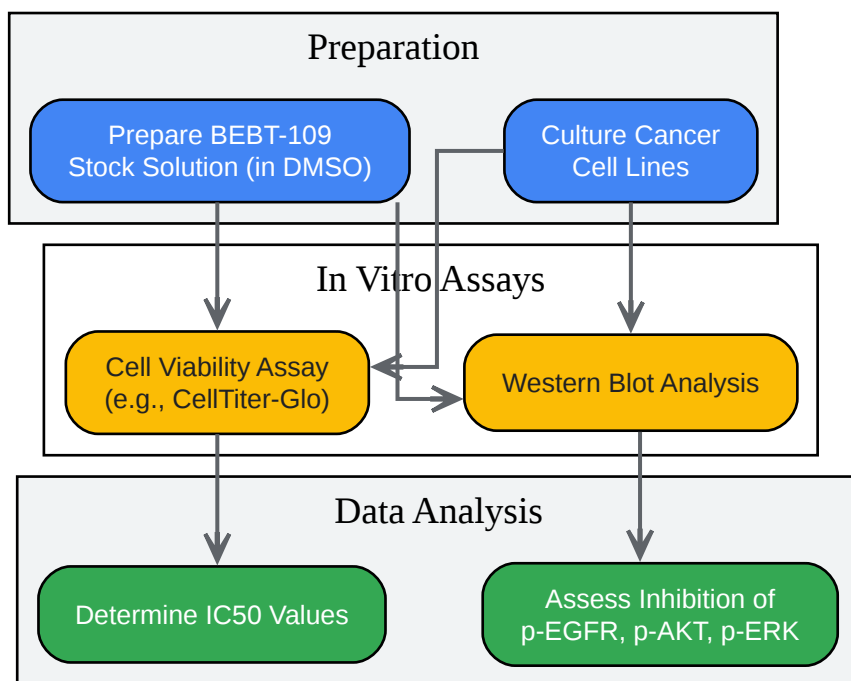 Preparation
Prepare BEBT-109
Stock Solution (in DMSO)
Culture Cancer
Cell Lines
In Vitro Assays
Cell Viability Assay
(e.g., CellTiter-Glo)
Western Blot Analysis
Data Analysis
Determine IC50 Values
Assess Inhibition of
p-EGFR, p-AKT, p-ERK